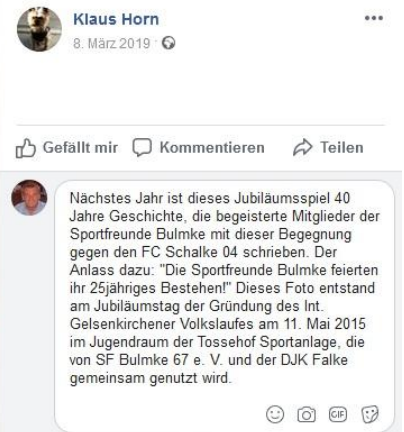 Klaus Horn
8. März 2019
Gefällt mir Kommentieren Teilen
Nächstes Jahr ist dieses Jubiläumsspiel 40
Jahre Geschichte, die begeisterte Mitglieder der
Sportfreunde Bulmke mit dieser Begegnung
gegen den FC Schalke 04 schrieben. Der
Anlass dazu: "Die Sportfreunde Bulmke feierten
ihr 25jähriges Bestehen!" Dieses Foto entstand
am Jubiläumstag der Gründung des Int.
Gelsenkirchener Volkslaufes am 11. Mai 2015
im Jugendraum der Tossehof Sportanlage, die
von SF Bulmke 67 e. V. und der DJK Falke
gemeinsam genutzt wird.
GIF